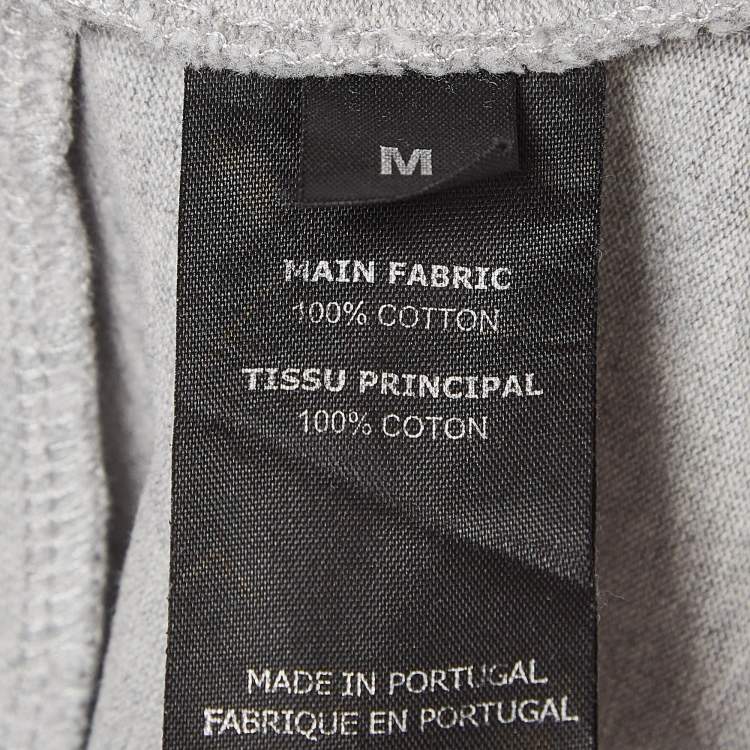 M
MAIN FABRIC
100% COTTON
TISSU PRINCIPAL
100% COTON
MADE IN PORTUGAL
FABRIQUE EN PORTUGAL